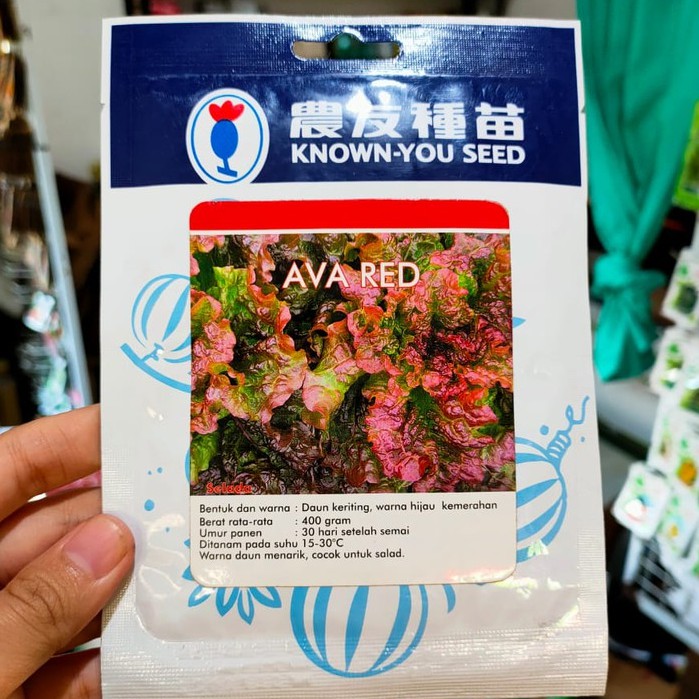 農友種苗
KNOWN-YOU SEED
AVA RED
Selada
Bentuk dan warna : Daun keriting, warna hijau kemerahan
Berat rata-rata : 400 gram
Umur panen : 30 hari setelah semai
Ditanam pada suhu 15-30°C
Warna daun menarik, cocok untuk salad.